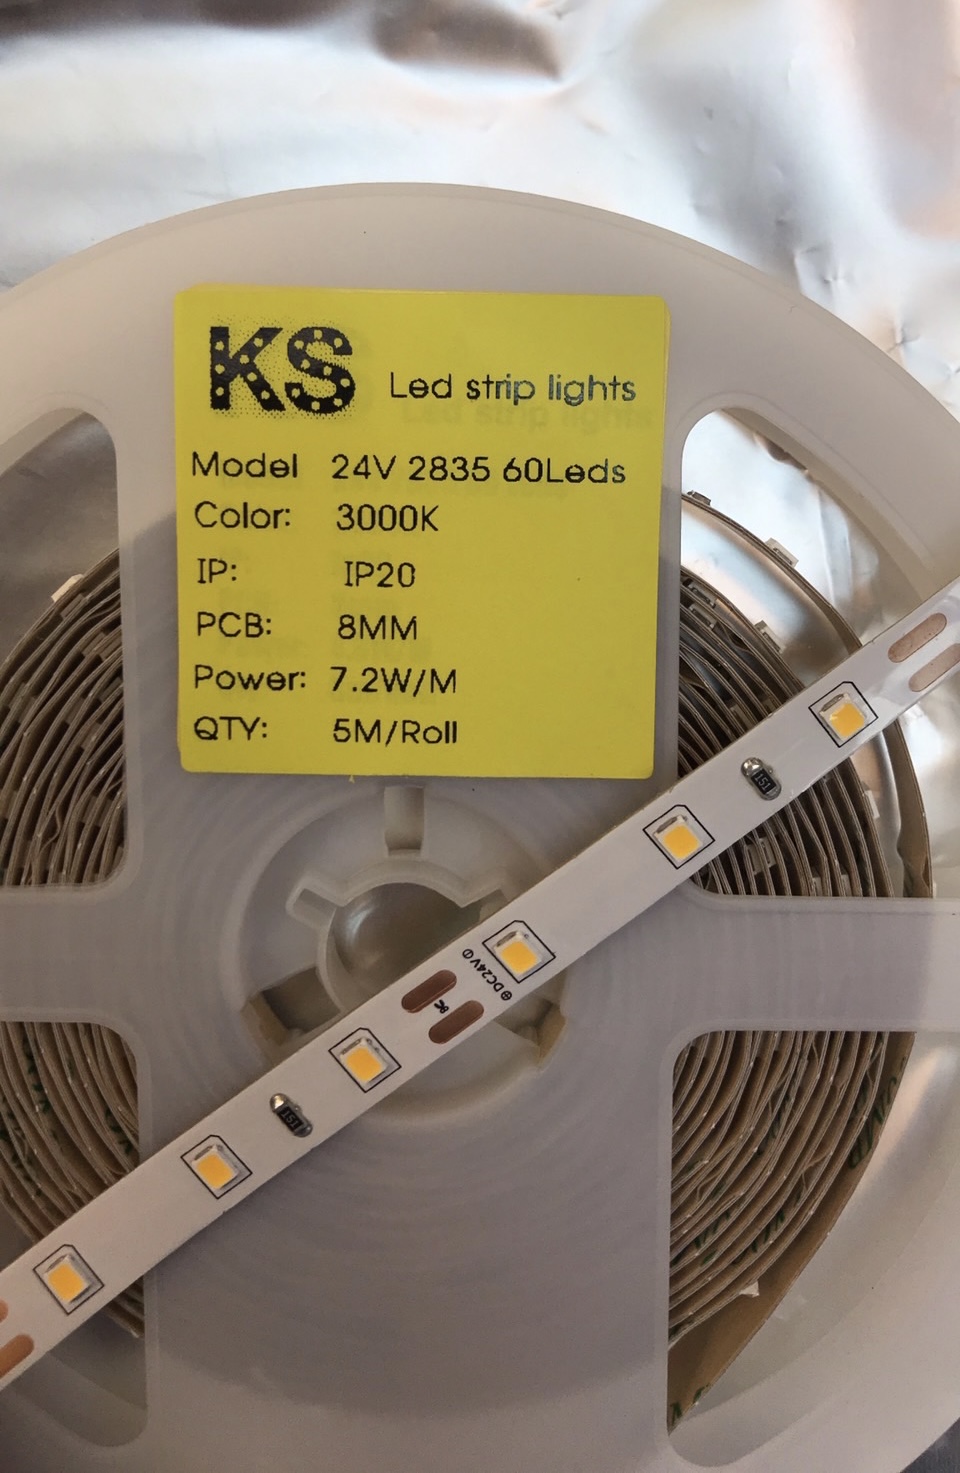 KS Led strip lights
Model 24V 2835 60Leds
Color: 3000K
IP: IP20
PCB: 8MM
Power: 7.2W/M
QTY: 5M/Roll
151
DC24V
151